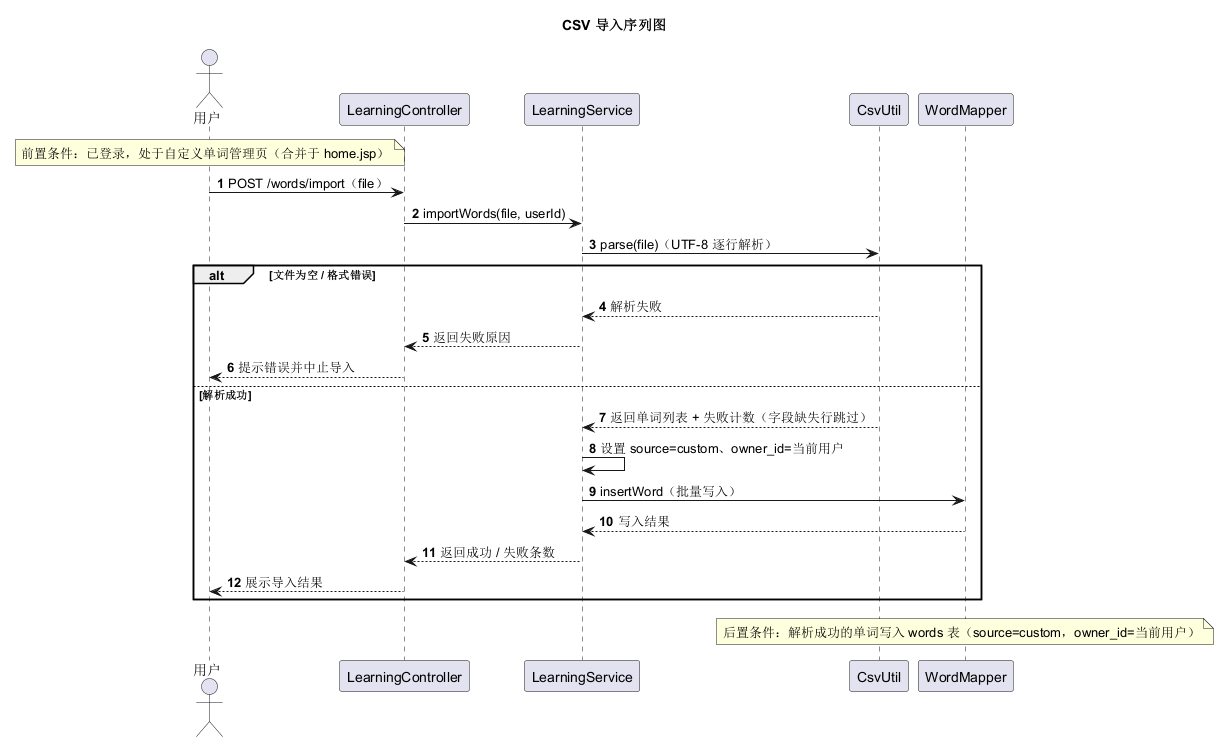 CSV 导入序列图
用户
LearningController
LearningService
CsvUtil
WordMapper
前置条件：已登录，处于自定义单词管理页（合并于 home.jsp）
1 POST /words/import（file）
2 importWords(file, userId)
3 parse(file)（UTF-8 逐行解析）
alt [文件为空 / 格式错误]
4 解析失败
5 返回失败原因
6 提示错误并中止导入
[解析成功]
7 返回单词列表 + 失败计数（字段缺失行跳过）
8 设置 source=custom、owner_id=当前用户
9 insertWord（批量写入）
10 写入结果
11 返回成功 / 失败条数
12 展示导入结果
后置条件：解析成功的单词写入 words 表（source=custom，owner_id=当前用户）
用户
LearningController
LearningService
CsvUtil
WordMapper